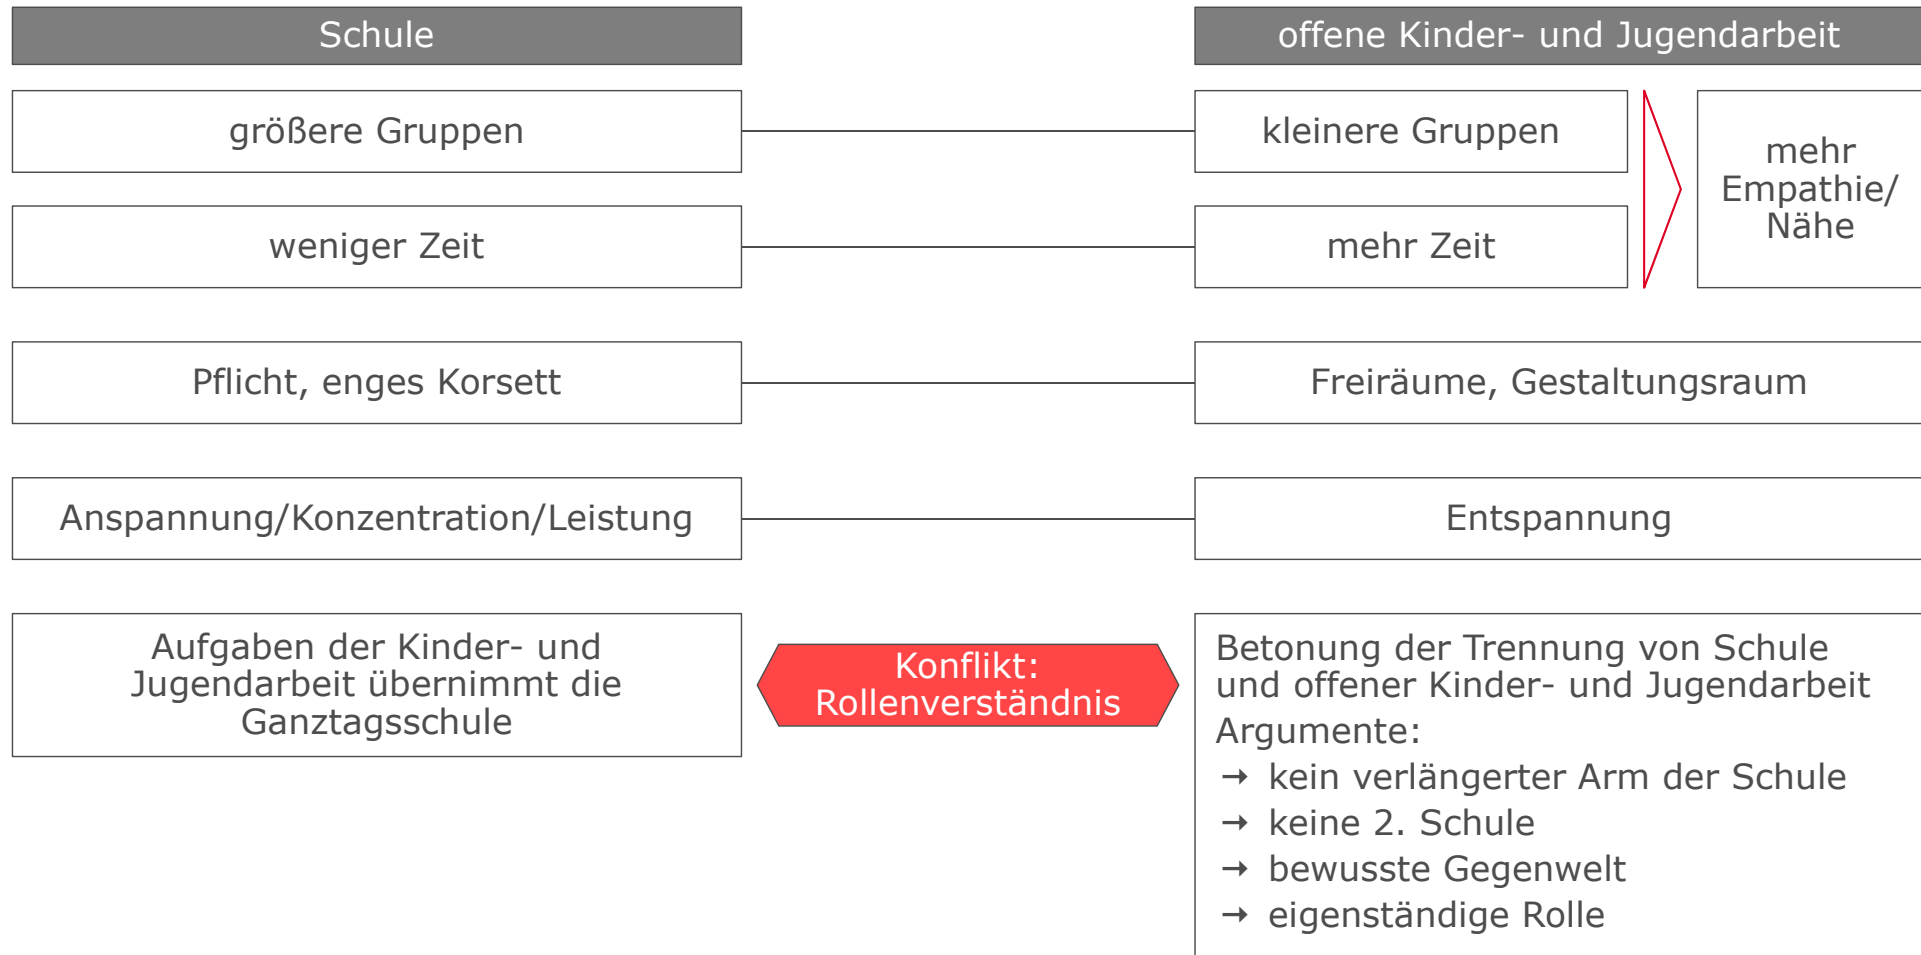 Schule
offene Kinder- und Jugendarbeit
größere Gruppen
kleinere Gruppen
mehr
Empathie/
Nähe
weniger Zeit
mehr Zeit
Pflicht, enges Korsett
Freiräume, Gestaltungsraum
Anspannung/Konzentration/Leistung
Entspannung
Aufgaben der Kinder- und
Jugendarbeit übernimmt die
Ganztagsschule
Konflikt:
Rollenverständnis
Betonung der Trennung von Schule
und offener Kinder- und Jugendarbeit
Argumente:
→ kein verlängerter Arm der Schule
→ keine 2. Schule
→ bewusste Gegenwelt
→ eigenständige Rolle